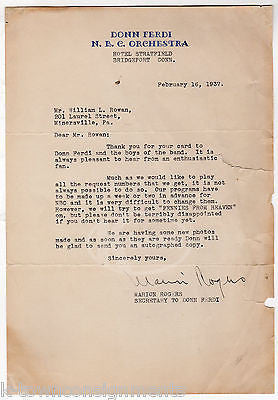 DONN FERDI
N. B. C. ORCHESTRA
HOTEL STRATFIELD
BRIDGEPORT CONN.
February 16, 1937.
Mr. William L. Rowan,
201 Laurel Street,
Minersville, Pa.
Dear Mr. Rowan:
Thank you for your card to
Donn Ferdi and the boys of the band. It is
always pleasant to hear from an enthusiastic
fan.
Much as we would like to play
all the request numbers that we get, it is not
always possible to do so. Our programs have
to be made up a week or two in advance for
NBC and it is very difficult to change them.
However, we will try to get "PENNIES FROM HEAVEN"
on, but please don't be terribly disappointed
if you don't hear it for sometime.
We are having some new photos
made and as soon as they are ready Donn will
be glad to send you an autographed copy.
Sincerely yours,
Marion Rogers
MARION ROGERS
SECRETARY TO DONN FERDI